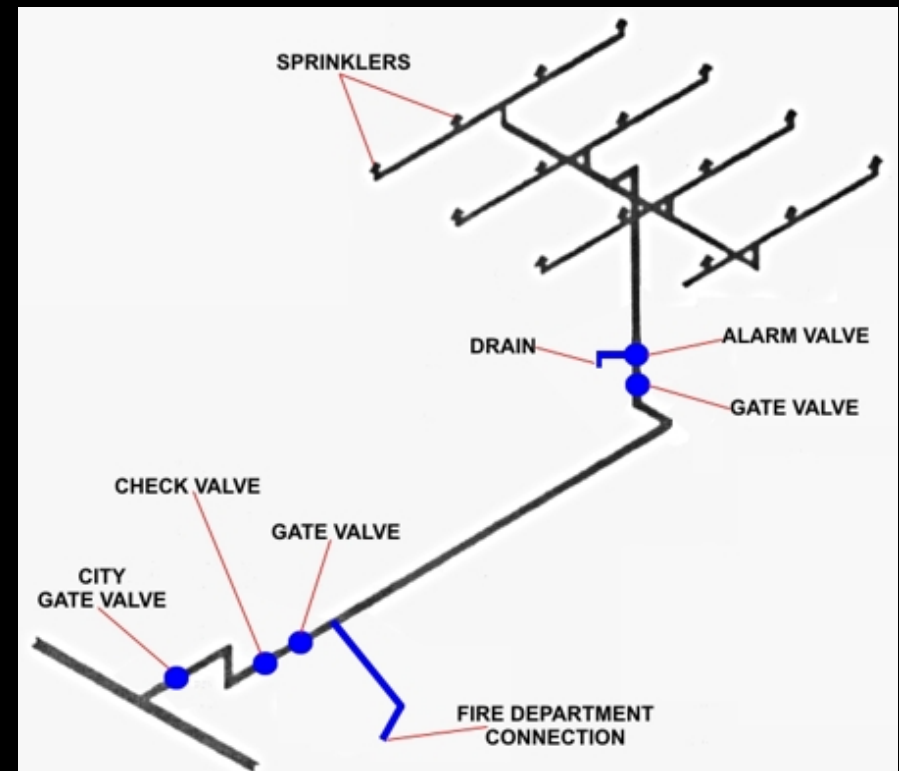 SPRINKLERS
DRAIN
ALARM VALVE
GATE VALVE
CHECK VALVE
GATE VALVE
CITY
GATE VALVE
FIRE DEPARTMENT
CONNECTION